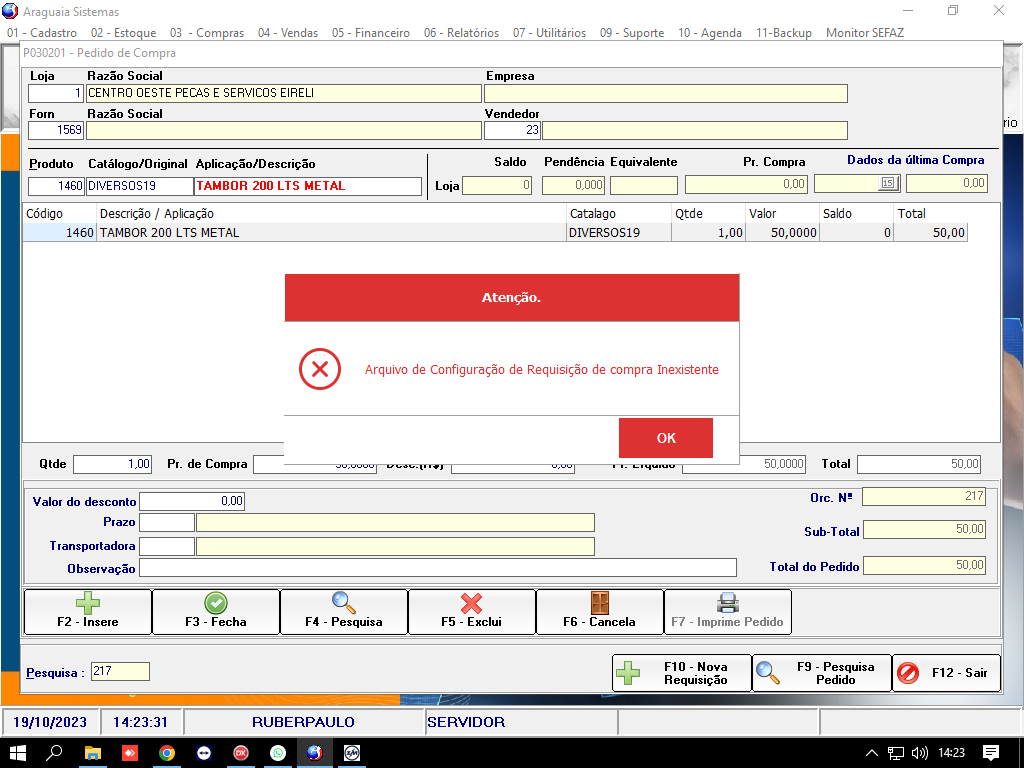 Araguaia Sistemas
01 - Cadastro 02 - Estoque 03 - Compras 04 - Vendas 05 - Financeiro 06 - Relatórios 07 - Utilitários 09 - Suporte 10 - Agenda 11-Backup Monitor SEFAZ
P030201 - Pedido de Compra
Loja Razão Social Empresa
1 CENTRO OESTE PECAS E SERVICOS EIRELI
Forn Razão Social Vendedor
1569 23
rio
Produto Catálogo/Original Aplicação/Descrição Saldo Pendência Equivalente Pr. Compra Dados da última Compra
1460 DIVERSOS19 TAMBOR 200 LTS METAL Loja 0 0,000 0,00 15 0,00
Código Descrição / Aplicação Catalago Qtde Valor Saldo Total
1460 TAMBOR 200 LTS METAL DIVERSOS19 1,00 50,0000 0 50,00
Atenção.
Arquivo de Configuração de Requisição de compra Inexistente
OK
Qtde 1,00 Pr. de Compra 50,0000 Desc.(R$) 0,00 Pr. Líquido 50,0000 Total 50,00
Valor do desconto 0,00 Orc. Nº 217
Prazo
Sub-Total 50,00
Transportadora
Observação Total do Pedido 50,00
F2 - Insere F3 - Fecha F4 - Pesquisa F5 - Exclui F6 - Cancela F7 - Imprime Pedido
Pesquisa : 217 F10 - Nova Requisição F9 - Pesquisa Pedido F12 - Sair
19/10/2023 14:23:31 RUBERPAULO SERVIDOR
DX
14:23